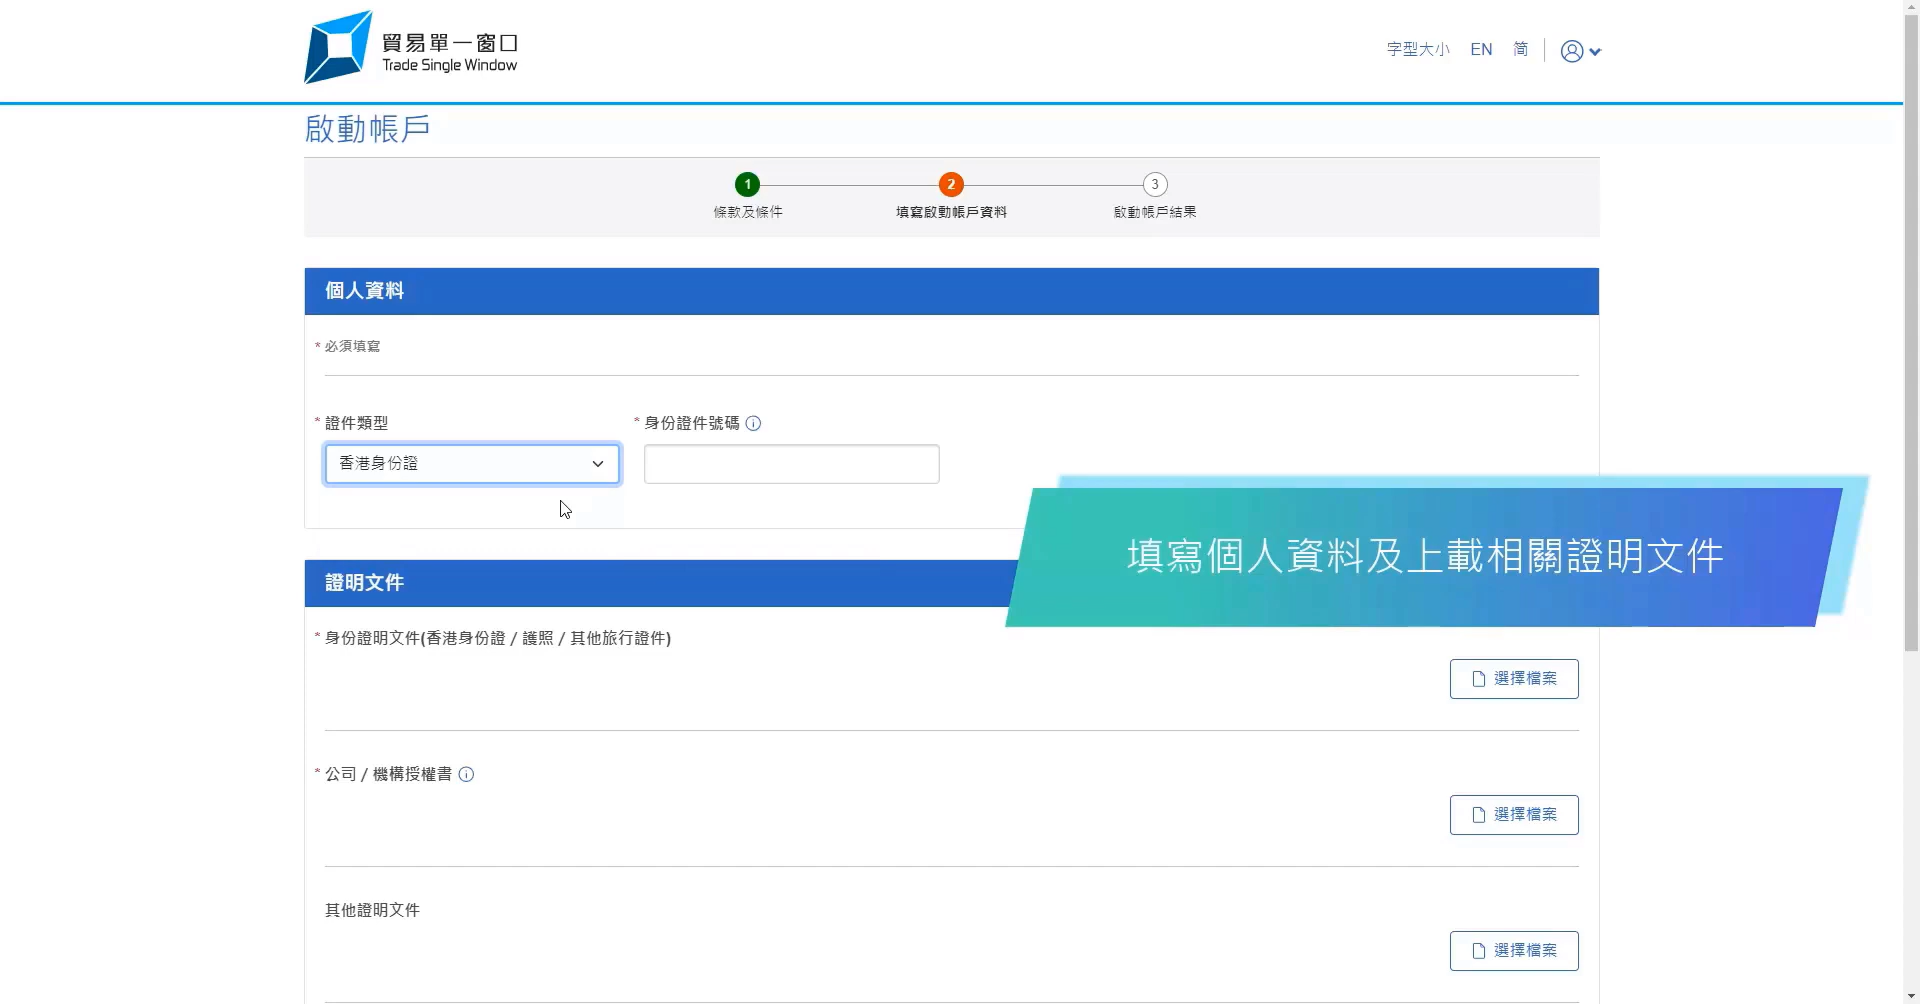 貿易單一窗口
Trade Single Window
字型大小 EN 简
啟動帳戶
1 2 3
條款及條件 填寫啟動帳戶資料 啟動帳戶結果
個人資料
* 必須填寫
* 證件類型 * 身份證件號碼
香港身份證
填寫個人資料及上載相關證明文件
證明文件
* 身份證明文件(香港身份證 / 護照 / 其他旅行證件)
選擇檔案
* 公司 / 機構授權書
選擇檔案
其他證明文件
選擇檔案